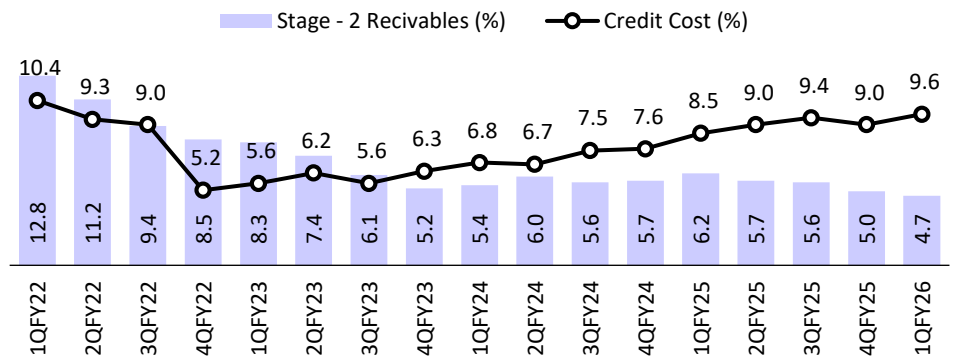 Stage - 2 Recivables (%) Credit Cost (%)
10.4 9.3 9.0 5.2 5.6 6.2 5.6 6.3 6.8 6.7 7.5 7.6 8.5 9.0 9.4 9.0 9.6
12.8 11.2 9.4 8.5 8.3 7.4 6.1 5.2 5.4 6.0 5.6 5.7 6.2 5.7 5.6 5.0 4.7
1QFY22 2QFY22 3QFY22 4QFY22 1QFY23 2QFY23 3QFY23 4QFY23 1QFY24 2QFY24 3QFY24 4QFY24 1QFY25 2QFY25 3QFY25 4QFY25 1QFY26